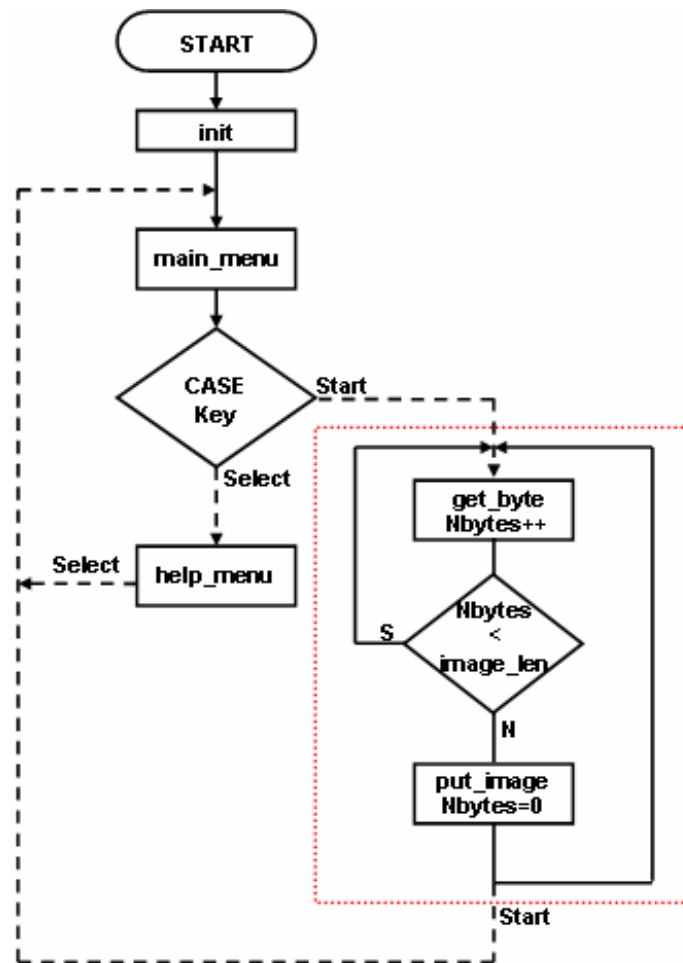 START
init
main_menu
CASE
Key
Start
Select
get_byte
Nbytes++
Select
help_menu
Nbytes
<
image_len
S
N
put_image
Nbytes=0
Start